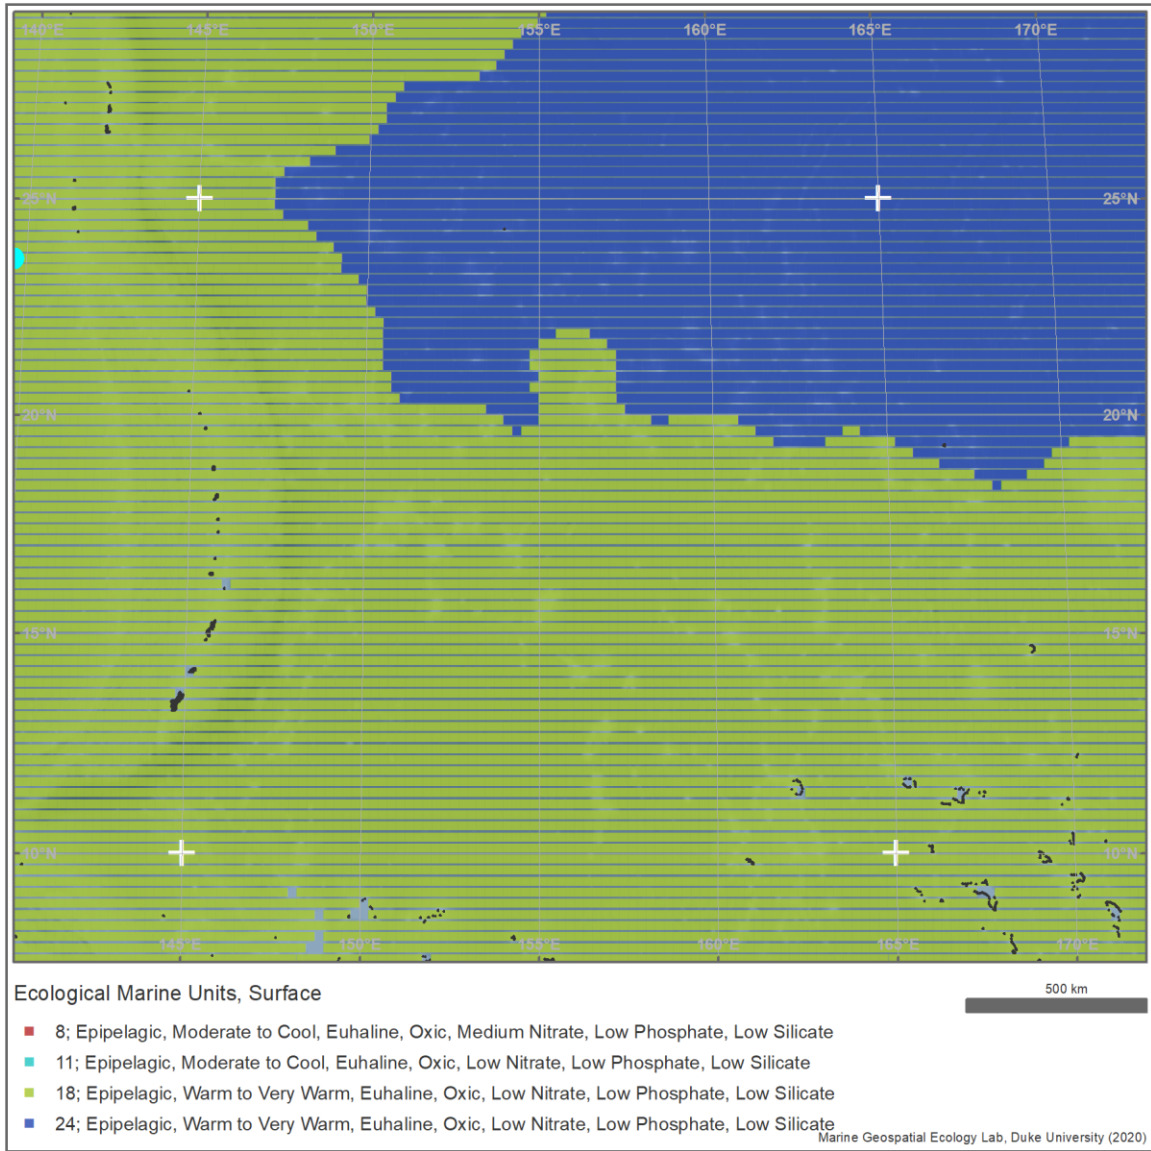 140°E 145°E 150°E 155°E 160°E 165°E 170°E
25°N 25°N
20°N 20°N
15°N 15°N
10°N 10°N
145°E 150°E 155°E 160°E 165°E 170°E
Ecological Marine Units, Surface
500 km
8; Epipelagic, Moderate to Cool, Euhaline, Oxic, Medium Nitrate, Low Phosphate, Low Silicate
11; Epipelagic, Moderate to Cool, Euhaline, Oxic, Low Nitrate, Low Phosphate, Low Silicate
18; Epipelagic, Warm to Very Warm, Euhaline, Oxic, Low Nitrate, Low Phosphate, Low Silicate
24; Epipelagic, Warm to Very Warm, Euhaline, Oxic, Low Nitrate, Low Phosphate, Low Silicate
Marine Geospatial Ecology Lab, Duke University (2020)